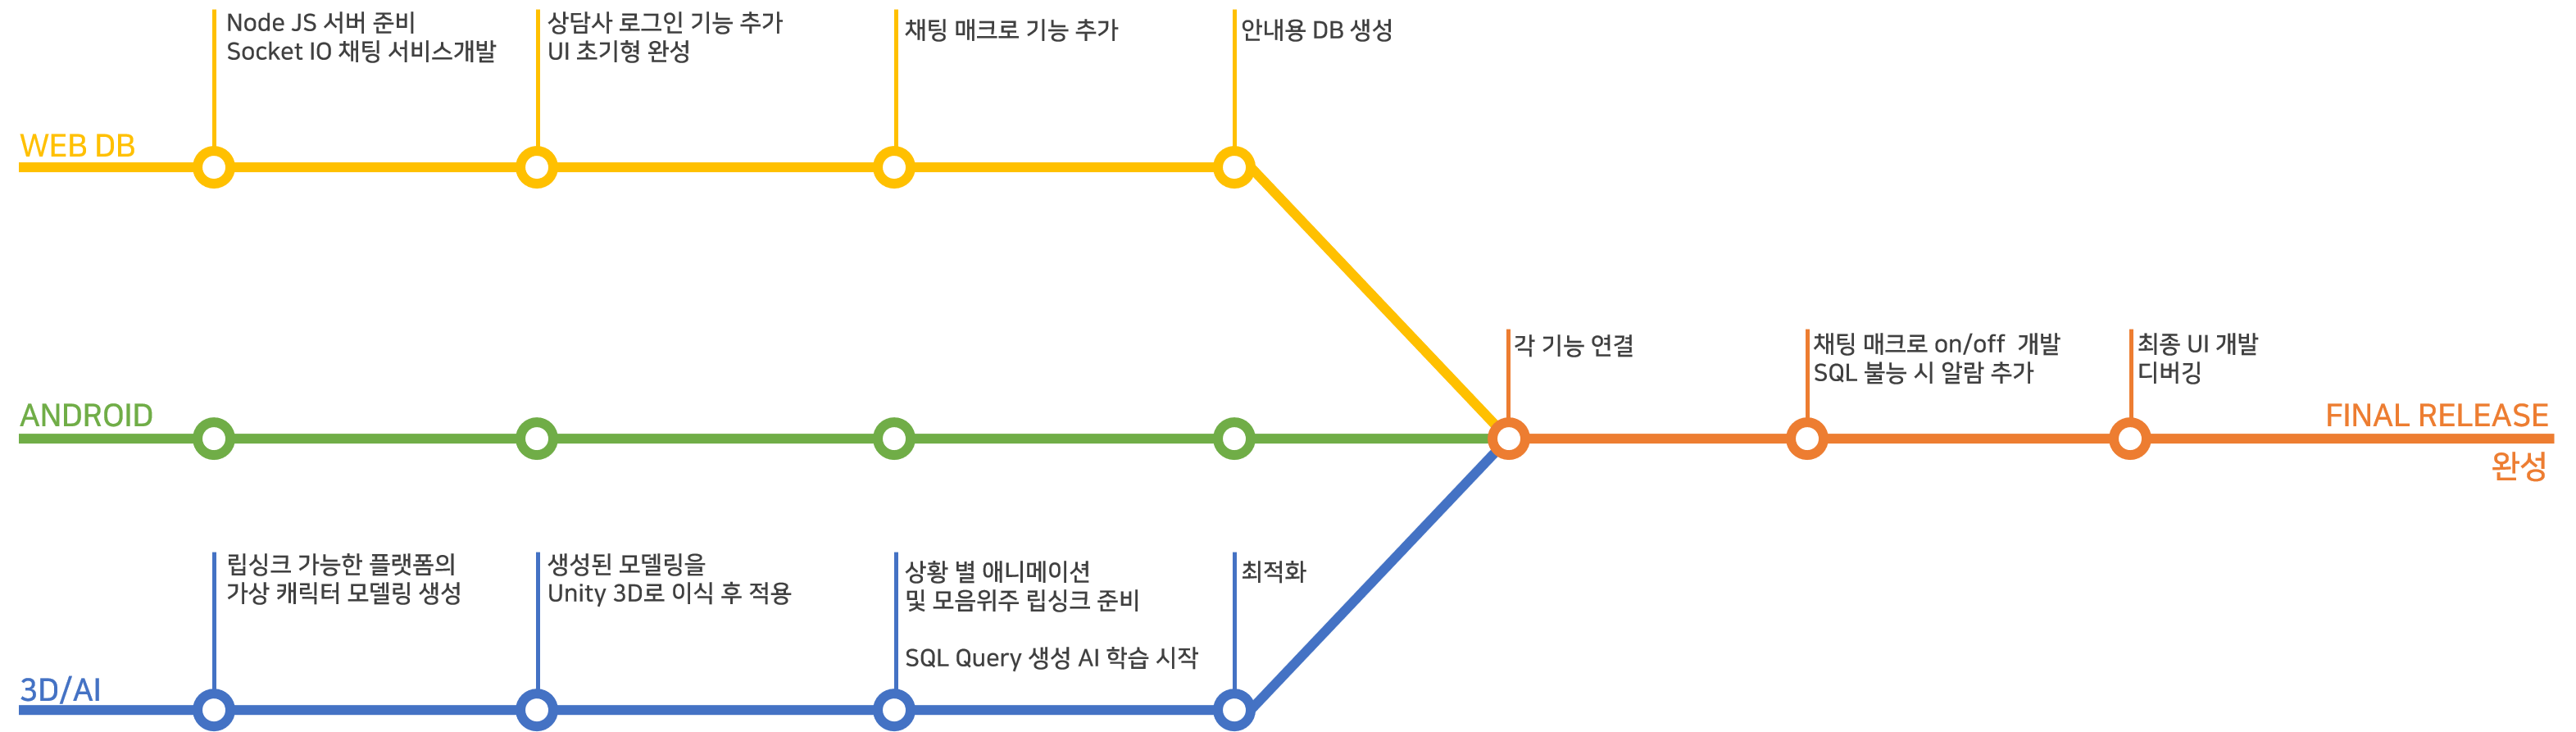 Node JS 서버 준비
Socket IO 채팅 서비스개발
상담사 로그인 기능 추가
UI 초기형 완성
채팅 매크로 기능 추가
안내용 DB 생성
WEB DB
각 기능 연결
채팅 매크로 on/off 개발
SQL 불능 시 알람 추가
최종 UI 개발
디버깅
ANDROID
FINAL RELEASE
완성
립싱크 가능한 플랫폼의
가상 캐릭터 모델링 생성
생성된 모델링을
Unity 3D로 이식 후 적용
상황 별 애니메이션
및 모음위주 립싱크 준비
SQL Query 생성 AI 학습 시작
최적화
3D/AI